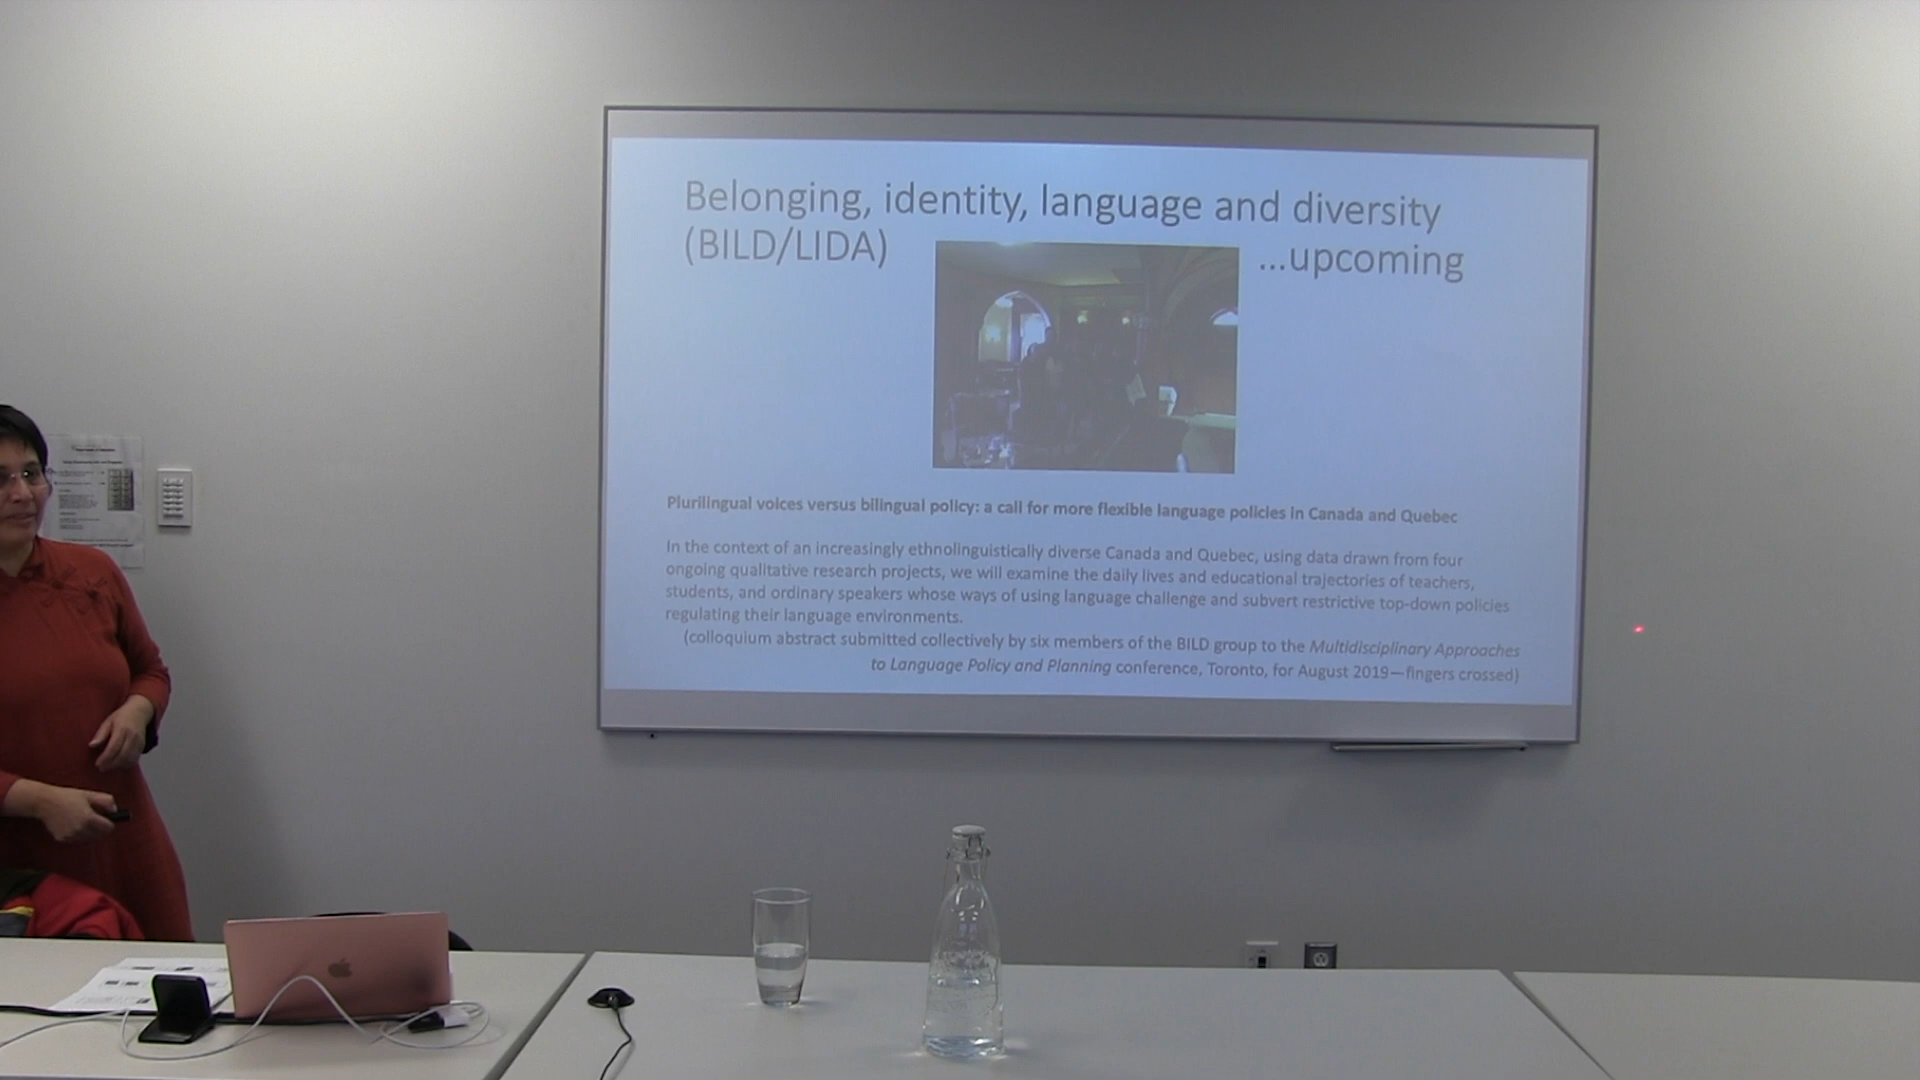 Belonging, identity, language and diversity
(BILD/LIDA) ...upcoming
Plurilingual voices versus bilingual policy: a call for more flexible language policies in Canada and Quebec
In the context of an increasingly ethnolinguistically diverse Canada and Quebec, using data drawn from four
ongoing qualitative research projects, we will examine the daily lives and educational trajectories of teachers,
students, and ordinary speakers whose ways of using language challenge and subvert restrictive top-down policies
regulating their language environments.
(colloquium abstract submitted collectively by six members of the BILD group to the Multidisciplinary Approaches
to Language Policy and Planning conference, Toronto, for August 2019—fingers crossed)